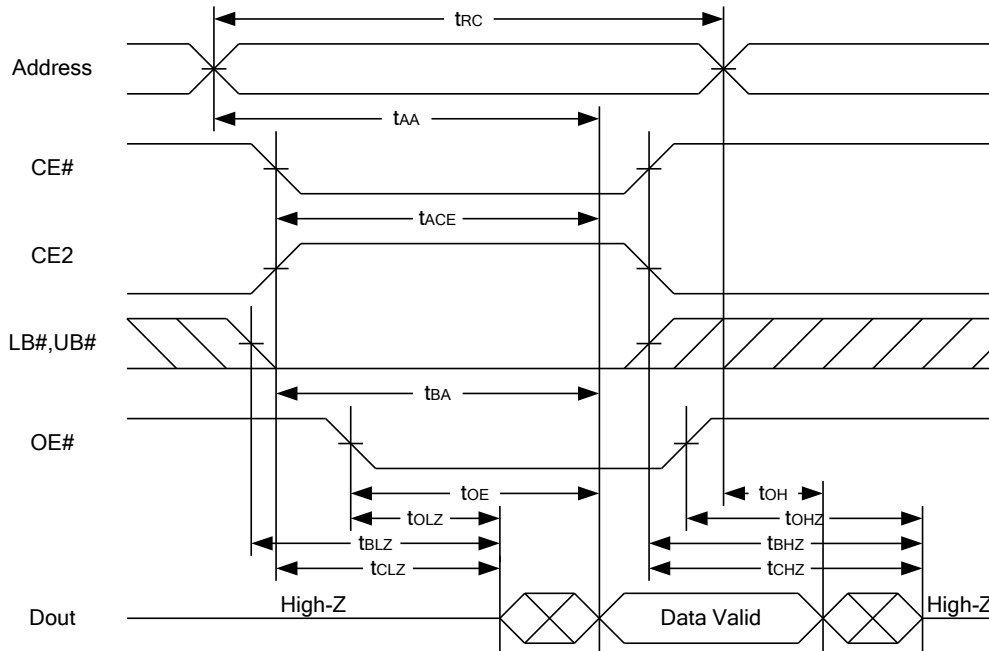 tRC
Address
tAA
CE#
tACE
CE2
LB#,UB#
tBA
OE#
tOE
tOH
tOLZ
tOHZ
tBLZ
tBHZ
tCLZ
tCHZ
High-Z
High-Z
Dout
Data Valid